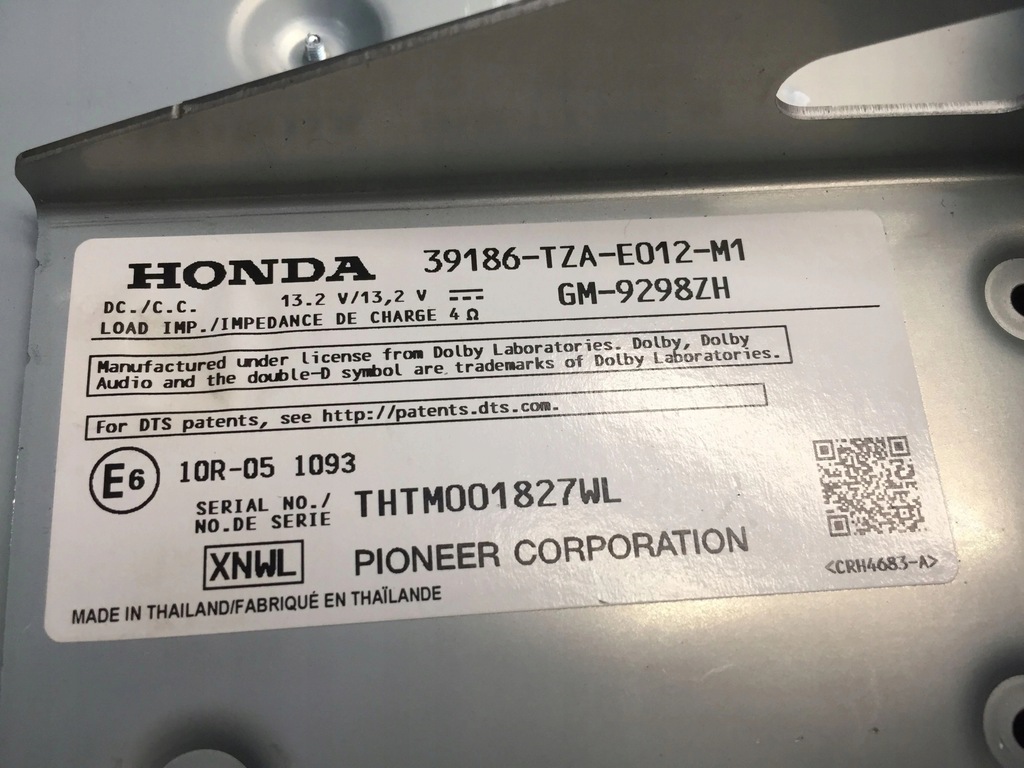 HONDA 39186-TZA-E012-M1
DC./C.C. 13.2 V/13,2 V GM-9298ZH
LOAD IMP./IMPEDANCE DE CHARGE 4 Ω
Manufactured under license from Dolby Laboratories. Dolby, Dolby
Audio and the double-D symbol are trademarks of Dolby Laboratories.
For DTS patents, see http://patents.dts.com.
E6 10R-05 1093
SERIAL NO./
NO.DE SERIE THTM001827WL
XNWL PIONEER CORPORATION
<CRH4683-A>
MADE IN THAILAND/FABRIQUÉ EN THAÏLANDE